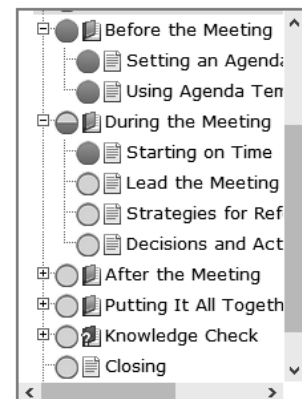 Before the Meeting
Setting an Agenda
Using Agenda Tem
During the Meeting
Starting on Time
Lead the Meeting
Strategies for Ref
Decisions and Act
After the Meeting
Putting It All Togeth
Knowledge Check
Closing